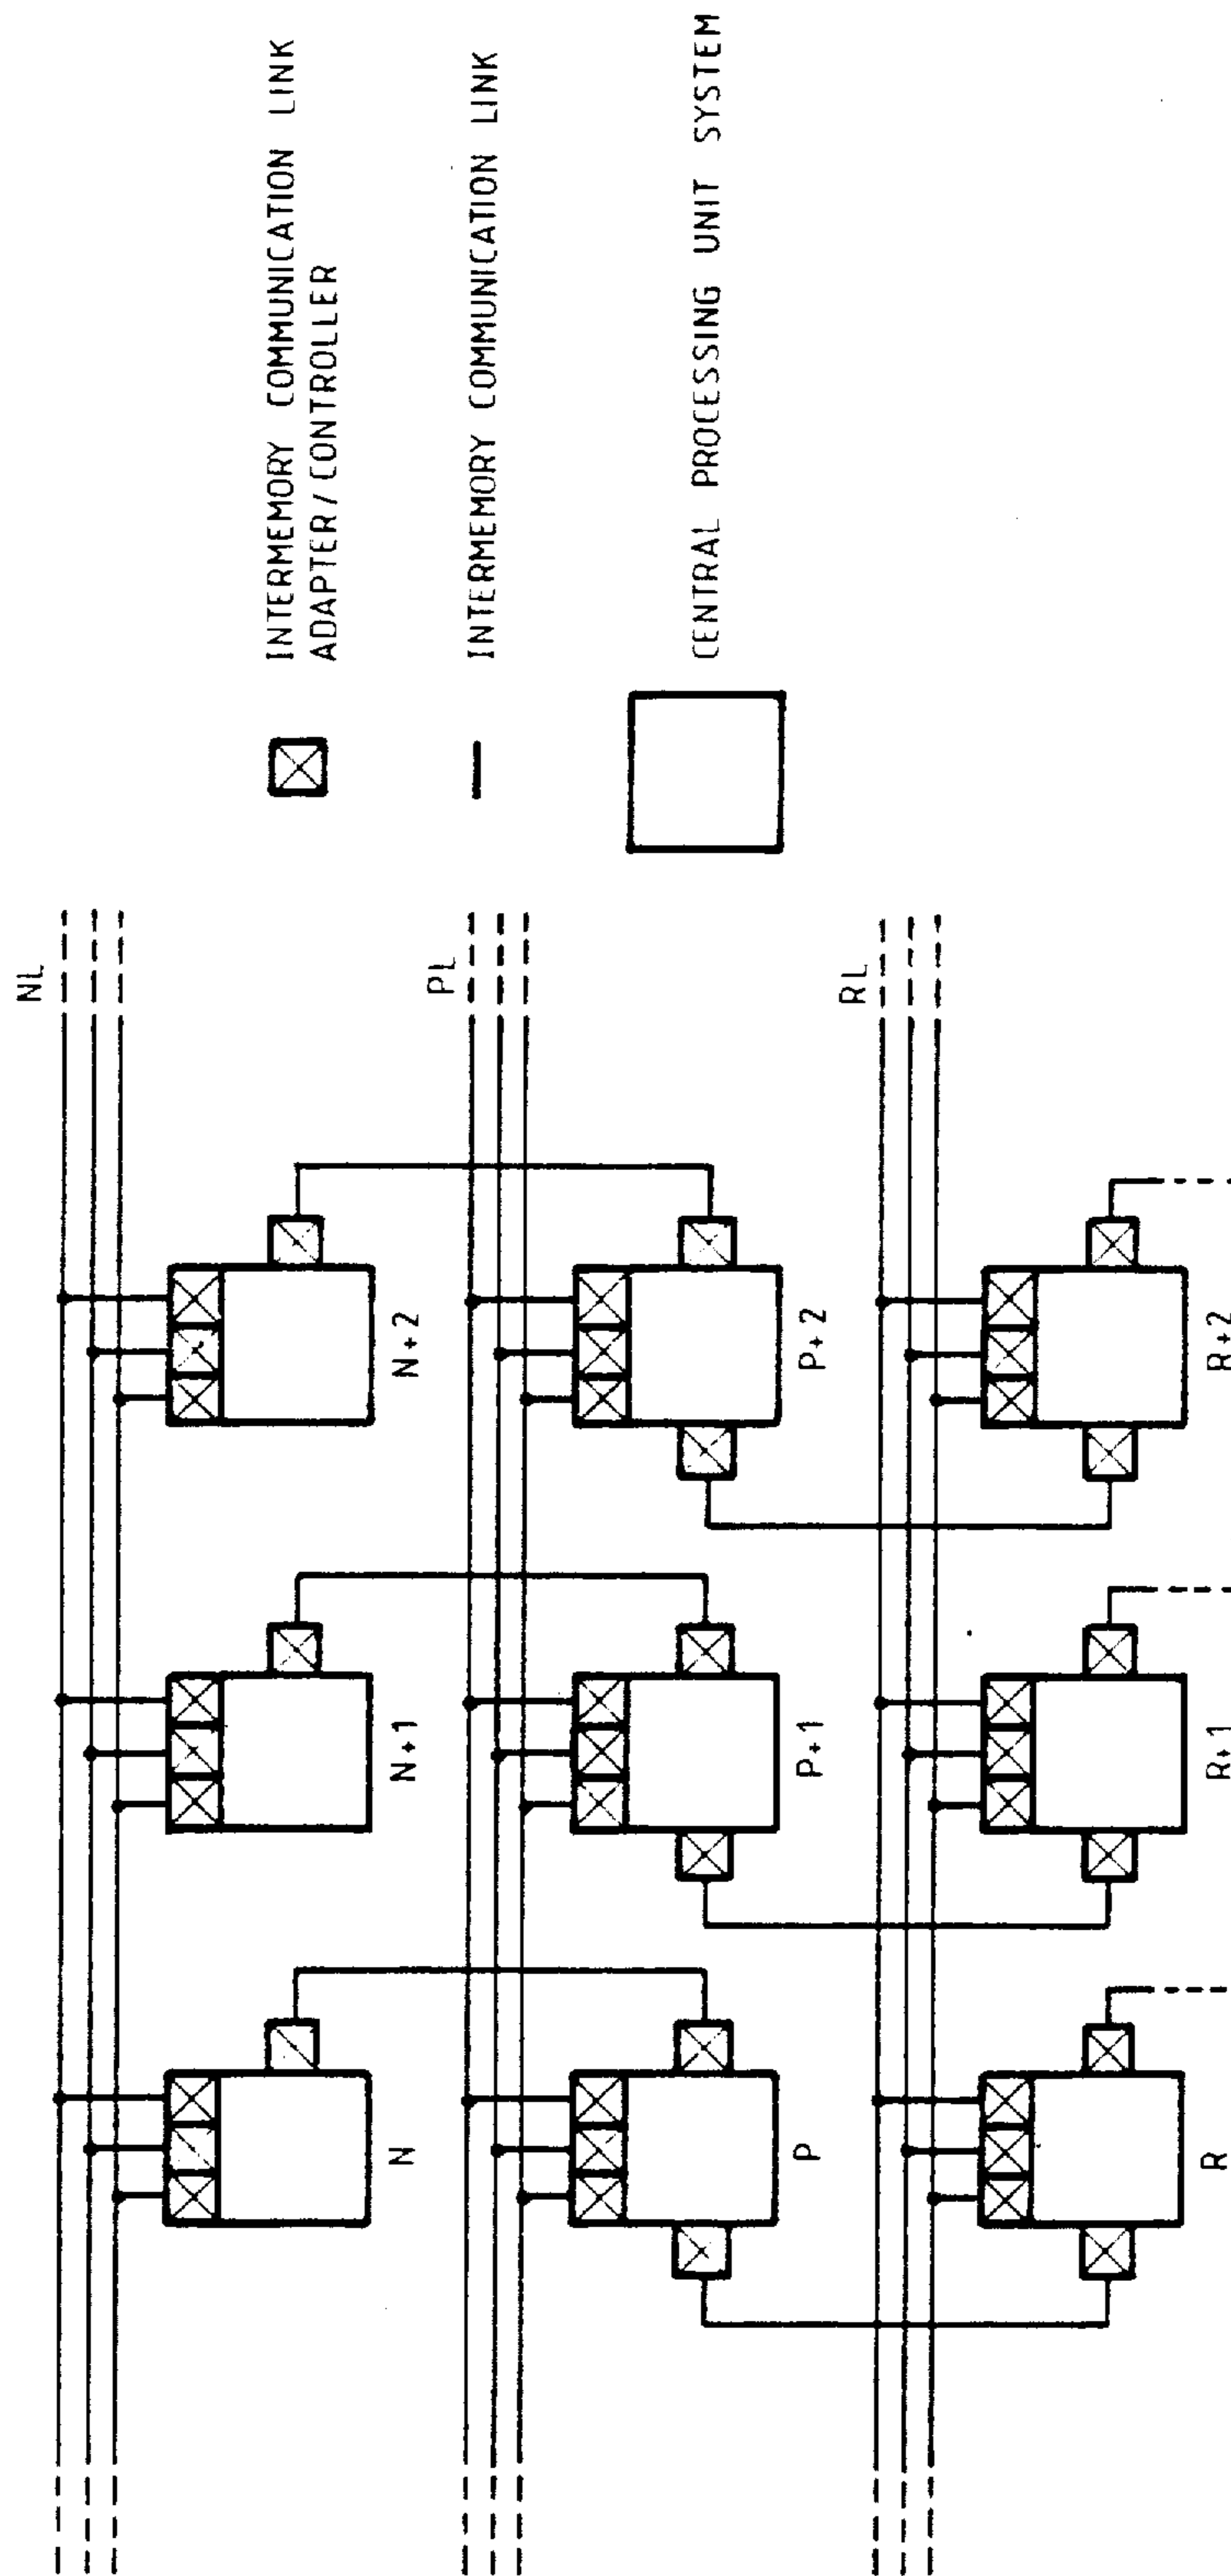 NL
N
N+1
N+2
PL
P
P+1
P+2
RL
R
R+1
R+2
INTERMEMORY COMMUNICATION LINK
ADAPTER/CONTROLLER
INTERMEMORY COMMUNICATION LINK
CENTRAL PROCESSING UNIT SYSTEM